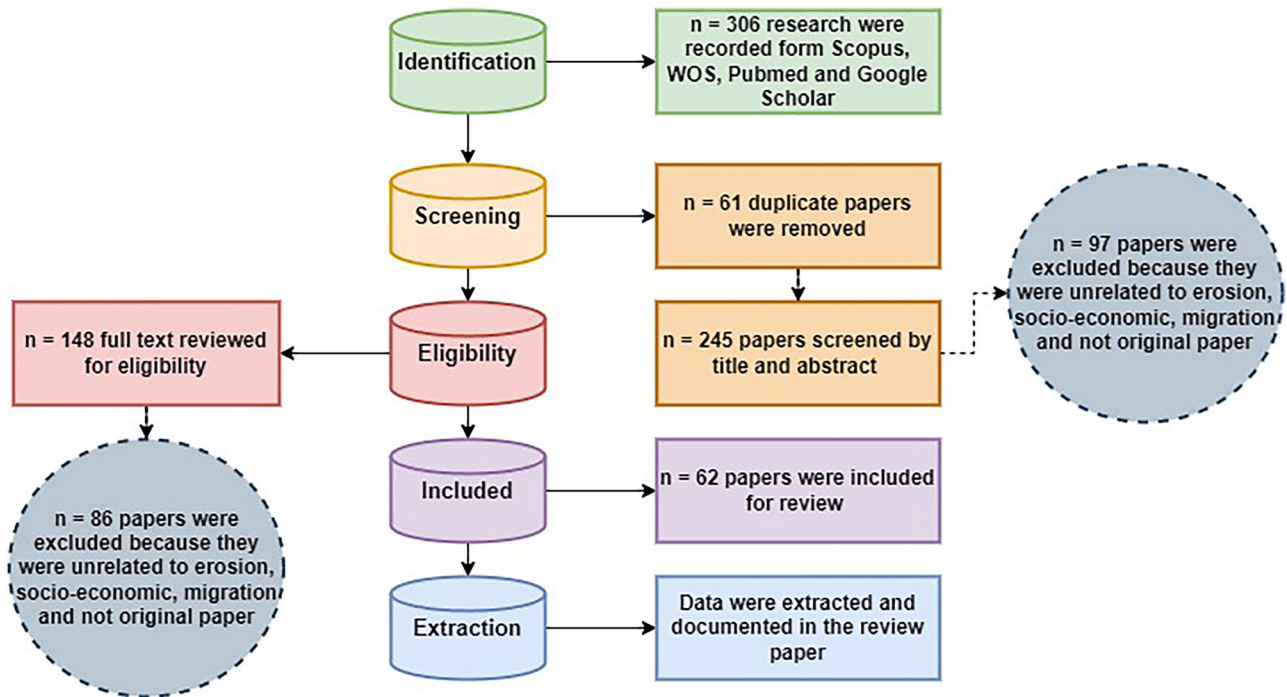 Identification
n = 306 research were
recorded form Scopus,
WOS, Pubmed and Google
Scholar
Screening
n = 61 duplicate papers
were removed
n = 245 papers screened by
title and abstract
n = 97 papers were
excluded because they
were unrelated to erosion,
socio-economic, migration
and not original paper
Eligibility
n = 148 full text reviewed
for eligibility
n = 86 papers were
excluded because they
were unrelated to erosion,
socio-economic, migration
and not original paper
Included
n = 62 papers were included
for review
Extraction
Data were extracted and
documented in the review
paper